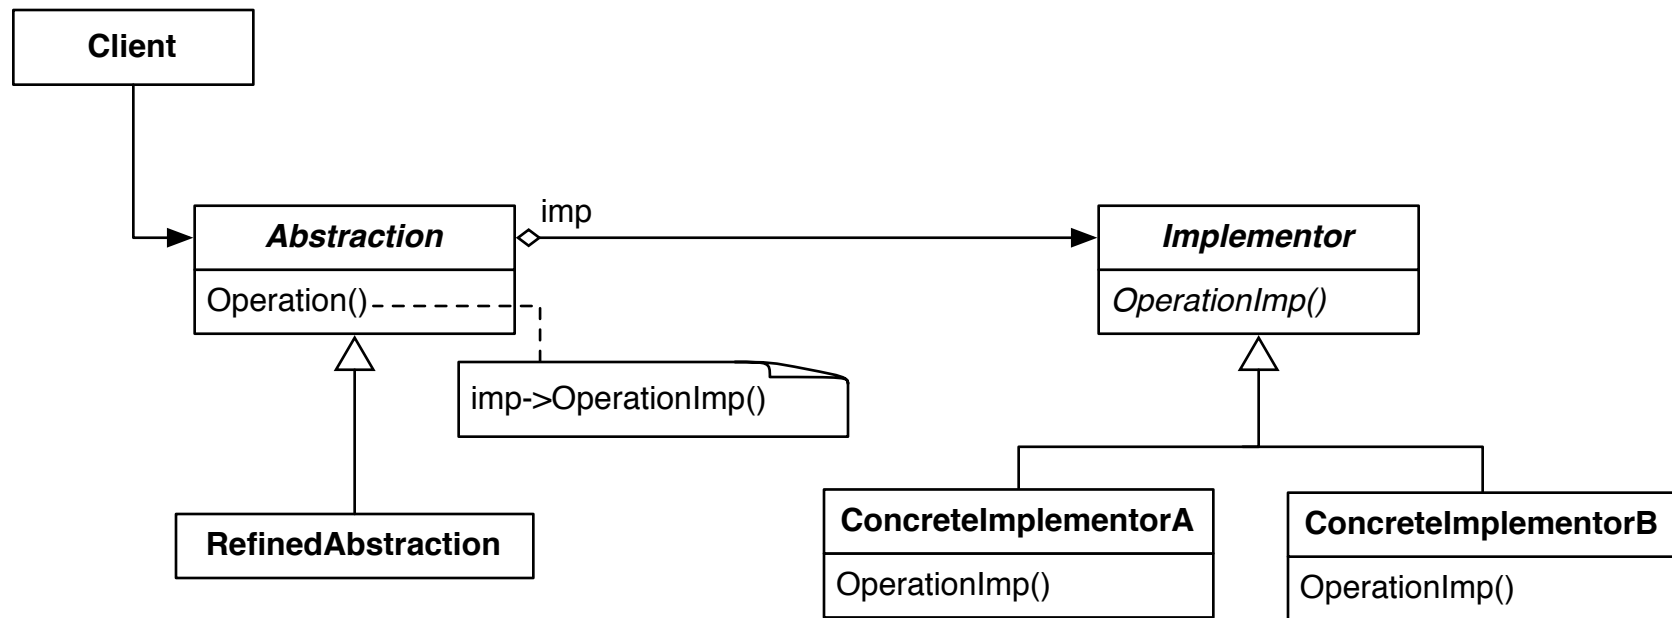 Client
imp
Abstraction
Implementor
Operation()
OperationImp()
imp->OperationImp()
ConcreteImplementorA
ConcreteImplementorB
RefinedAbstraction
OperationImp()
OperationImp()